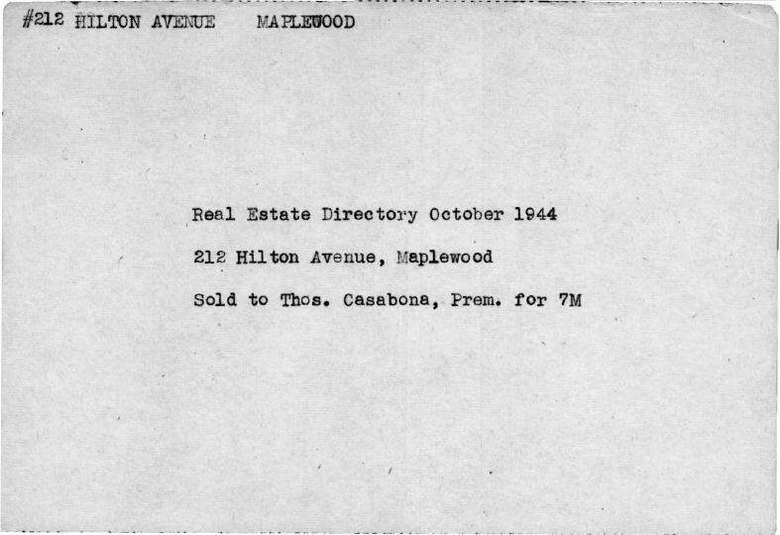 #212 HILTON AVENUE MAPLEWOOD
Real Estate Directory October 1944
212 Hilton Avenue, Maplewood
Sold to Thos. Casabona, Prem. for 7M